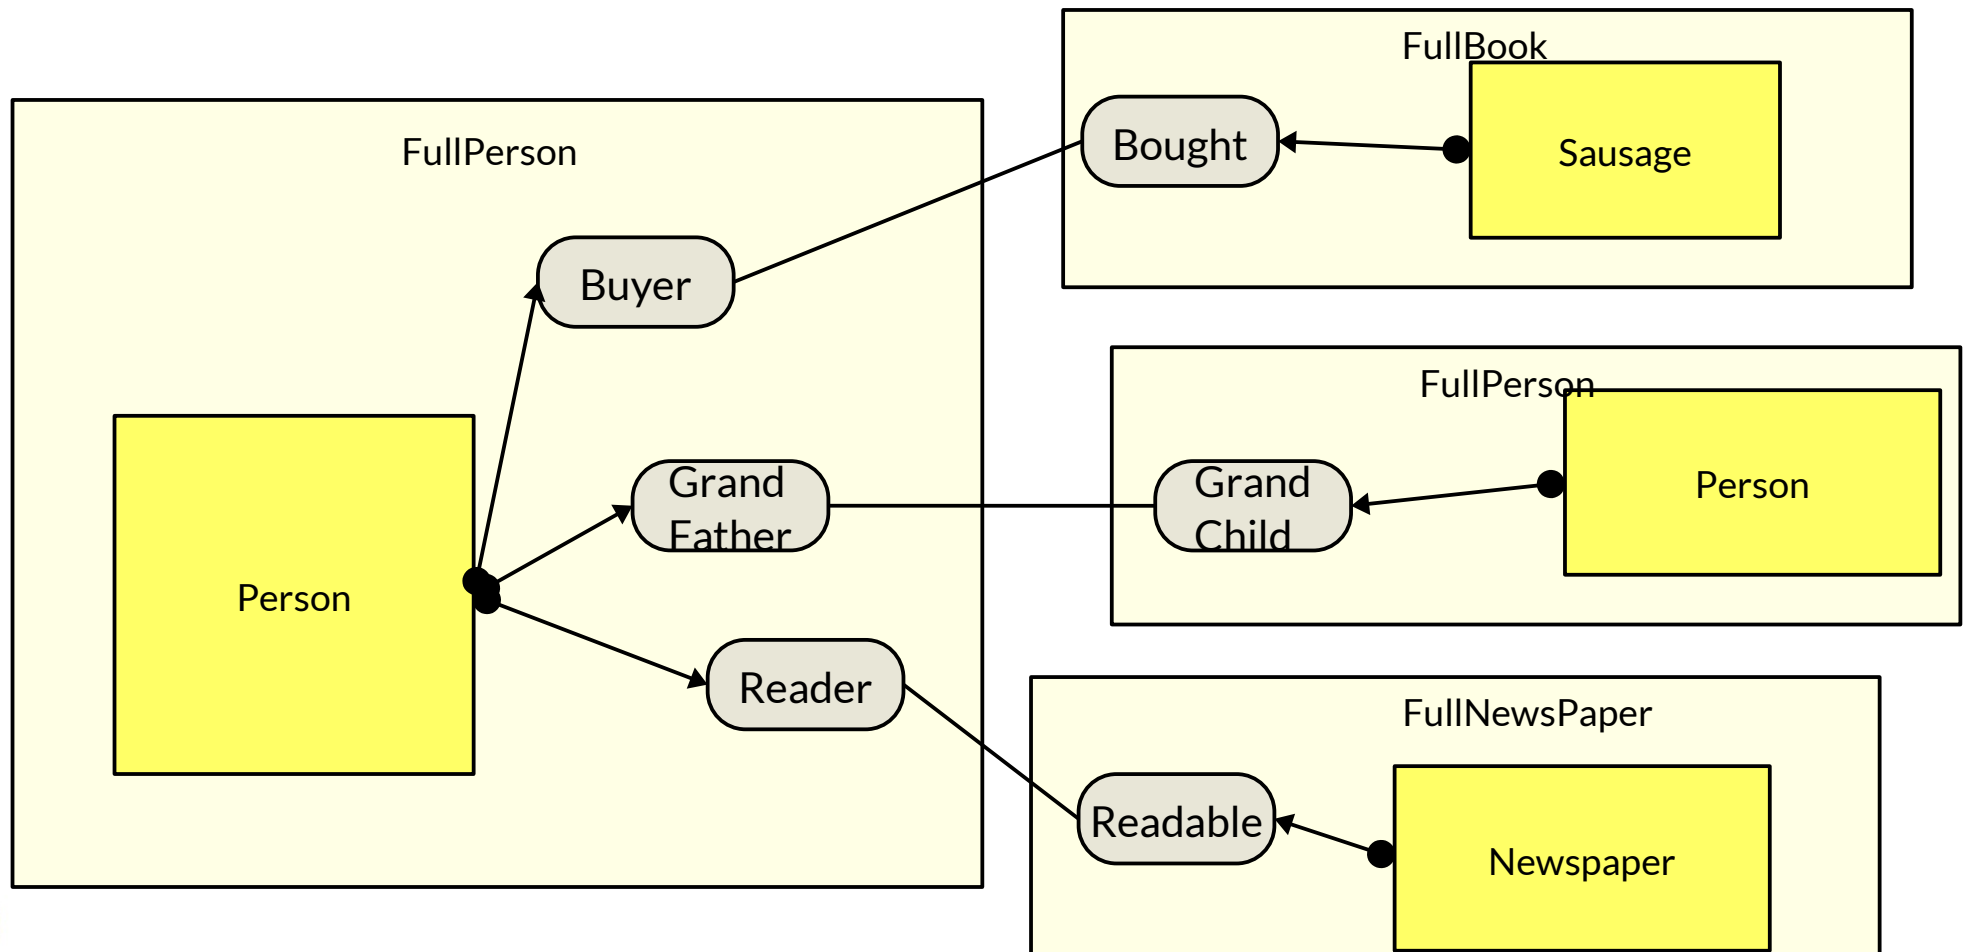 FullPerson
Buyer
Person
Grand
Father
Reader
FullBook
Bought
Sausage
FullPerson
Grand
Child
Person
FullNewsPaper
Readable
Newspaper